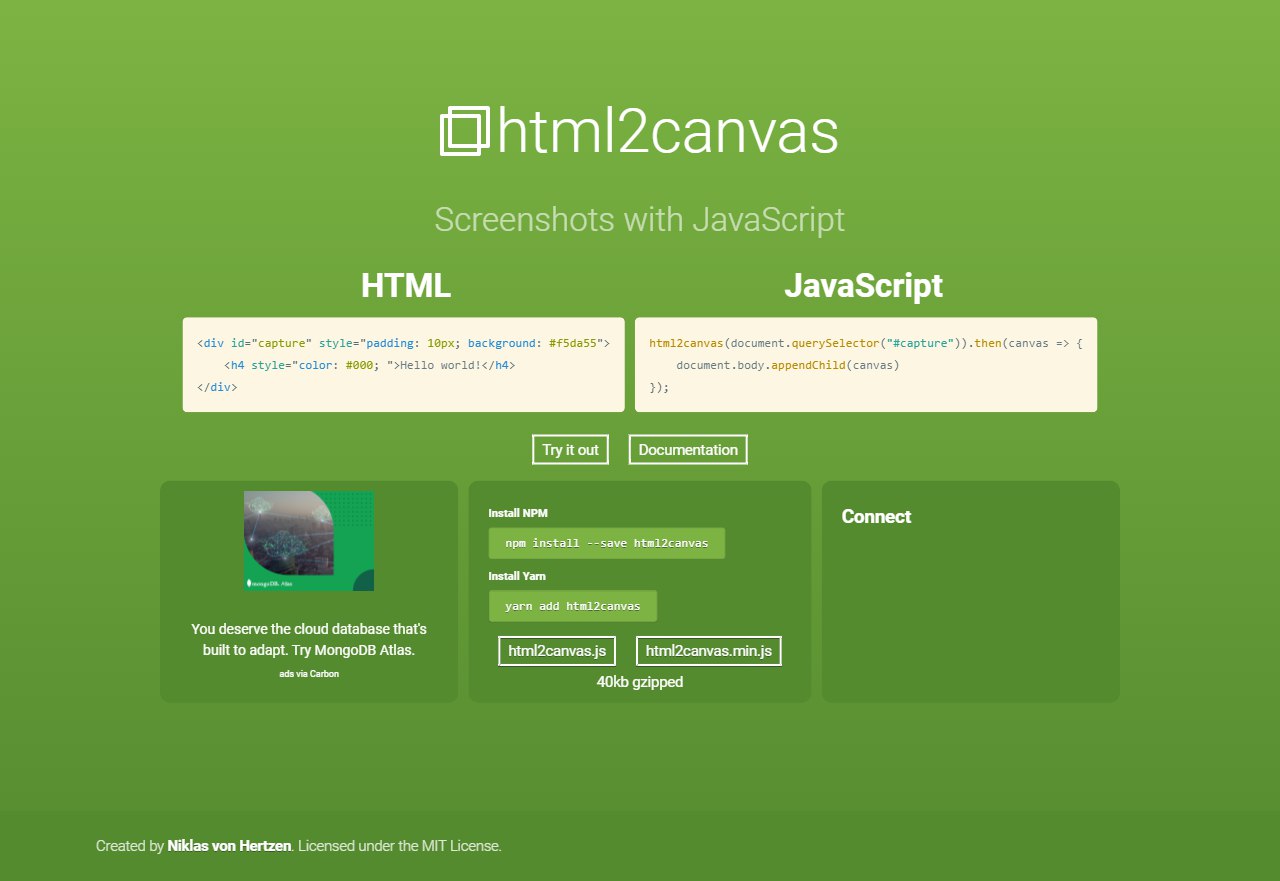 html2canvas
Screenshots with JavaScript
HTML
<div id="capture" style="padding: 10px; background: #f5da55">
    <h4 style="color: #000; ">Hello world!</h4>
</div>
JavaScript
html2canvas(document.querySelector("#capture")).then(canvas => {
    document.body.appendChild(canvas)
});
Try it out
Documentation
mongoDB. Atlas
You deserve the cloud database that's
built to adapt. Try MongoDB Atlas.
ads via Carbon
Install NPM
npm install --save html2canvas
Install Yarn
yarn add html2canvas
html2canvas.js
html2canvas.min.js
40kb gzipped
Connect
Created by Niklas von Hertzen. Licensed under the MIT License.